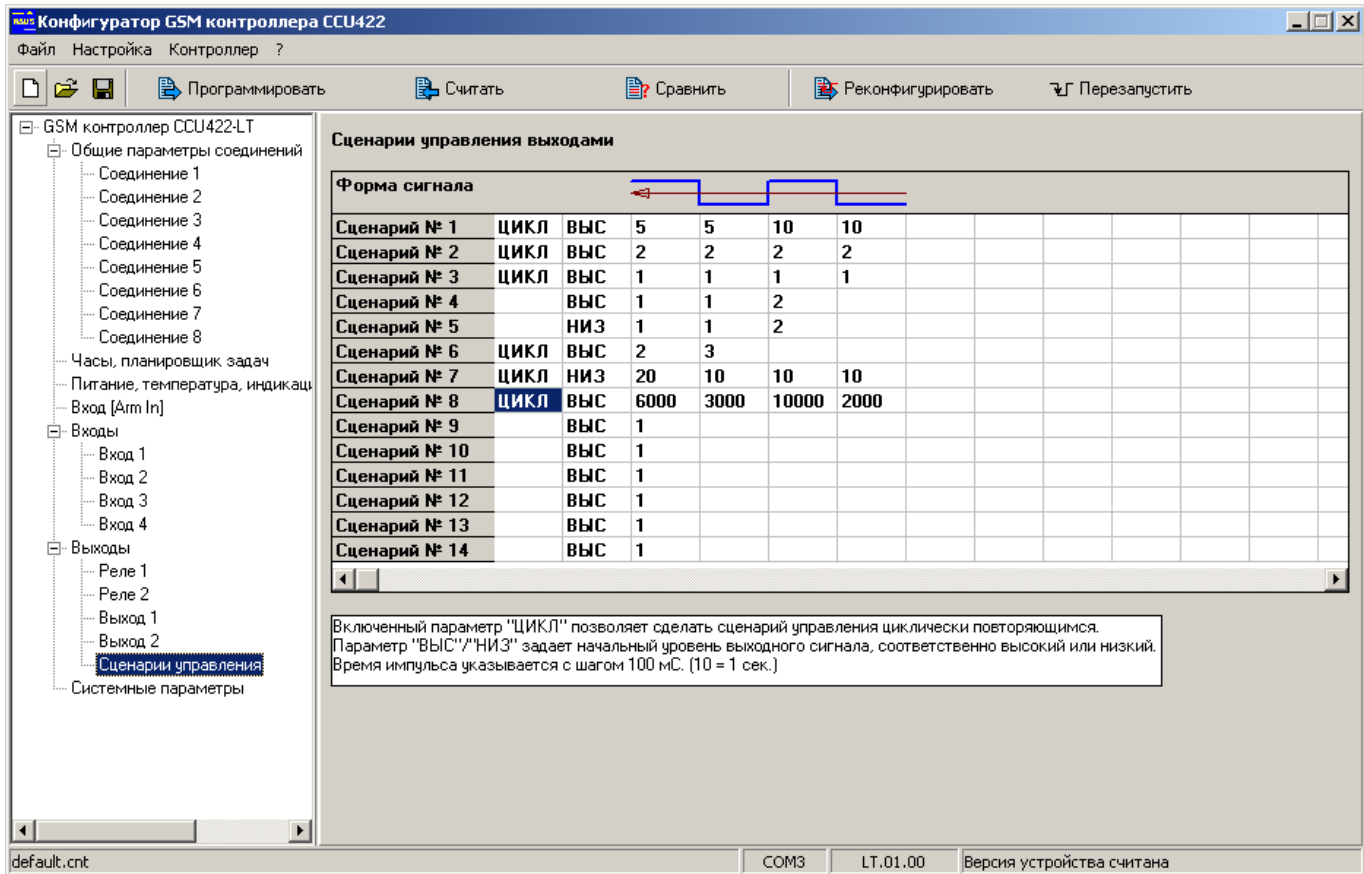 Конфигуратор GSM контроллера CCU422
Файл Настройка Контроллер ?
Программировать Считать Сравнить Реконфигурировать Перезапустить
GSM контроллер CCU422-LT
Общие параметры соединений
Соединение 1
Соединение 2
Соединение 3
Соединение 4
Соединение 5
Соединение 6
Соединение 7
Соединение 8
Часы, планировщик задач
Питание, температура, индикаци
Вход [Arm In]
Входы
Вход 1
Вход 2
Вход 3
Вход 4
Выходы
Реле 1
Реле 2
Выход 1
Выход 2
Сценарии управления
Системные параметры
Сценарии управления выходами
Форма сигнала
Сценарий № 1 ЦИКЛ ВЫС 5 5 10 10
Сценарий № 2 ЦИКЛ ВЫС 2 2 2 2
Сценарий № 3 ЦИКЛ ВЫС 1 1 1 1
Сценарий № 4 ВЫС 1 1 2
Сценарий № 5 НИЗ 1 1 2
Сценарий № 6 ЦИКЛ ВЫС 2 3
Сценарий № 7 ЦИКЛ НИЗ 20 10 10 10
Сценарий № 8 ЦИКЛ ВЫС 6000 3000 10000 2000
Сценарий № 9 ВЫС 1
Сценарий № 10 ВЫС 1
Сценарий № 11 ВЫС 1
Сценарий № 12 ВЫС 1
Сценарий № 13 ВЫС 1
Сценарий № 14 ВЫС 1
Включенный параметр "ЦИКЛ" позволяет сделать сценарий управления циклически повторяющимся.
Параметр "ВЫС"/"НИЗ" задает начальный уровень выходного сигнала, соответственно высокий или низкий.
Время импульса указывается с шагом 100 мС. (10 = 1 сек.)
default.cnt COM3 LT.01.00 Версия устройства считана